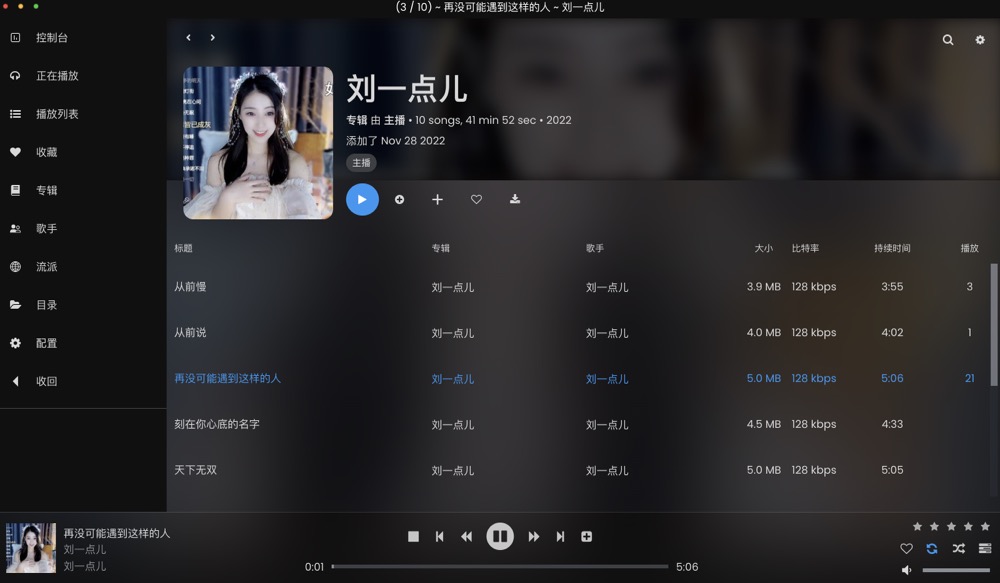 (3 / 10) ~ 再没可能遇到这样的人 ~ 刘一点儿
控制台
正在播放
播放列表
收藏
专辑
歌手
流派
目录
配置
收回
刘一点儿
专辑 由 主播 • 10 songs, 41 min 52 sec • 2022
添加了 Nov 28 2022
主播
标题 专辑 歌手 大小 比特率 持续时间 播放
从前慢 刘一点儿 刘一点儿 3.9 MB 128 kbps 3:55 3
从前说 刘一点儿 刘一点儿 4.0 MB 128 kbps 4:02 1
再没可能遇到这样的人 刘一点儿 刘一点儿 5.0 MB 128 kbps 5:06 21
刻在你心底的名字 刘一点儿 刘一点儿 4.5 MB 128 kbps 4:33
天下无双 刘一点儿 刘一点儿 5.0 MB 128 kbps 5:05
再没可能遇到这样的人
刘一点儿
刘一点儿
0:01 5:06